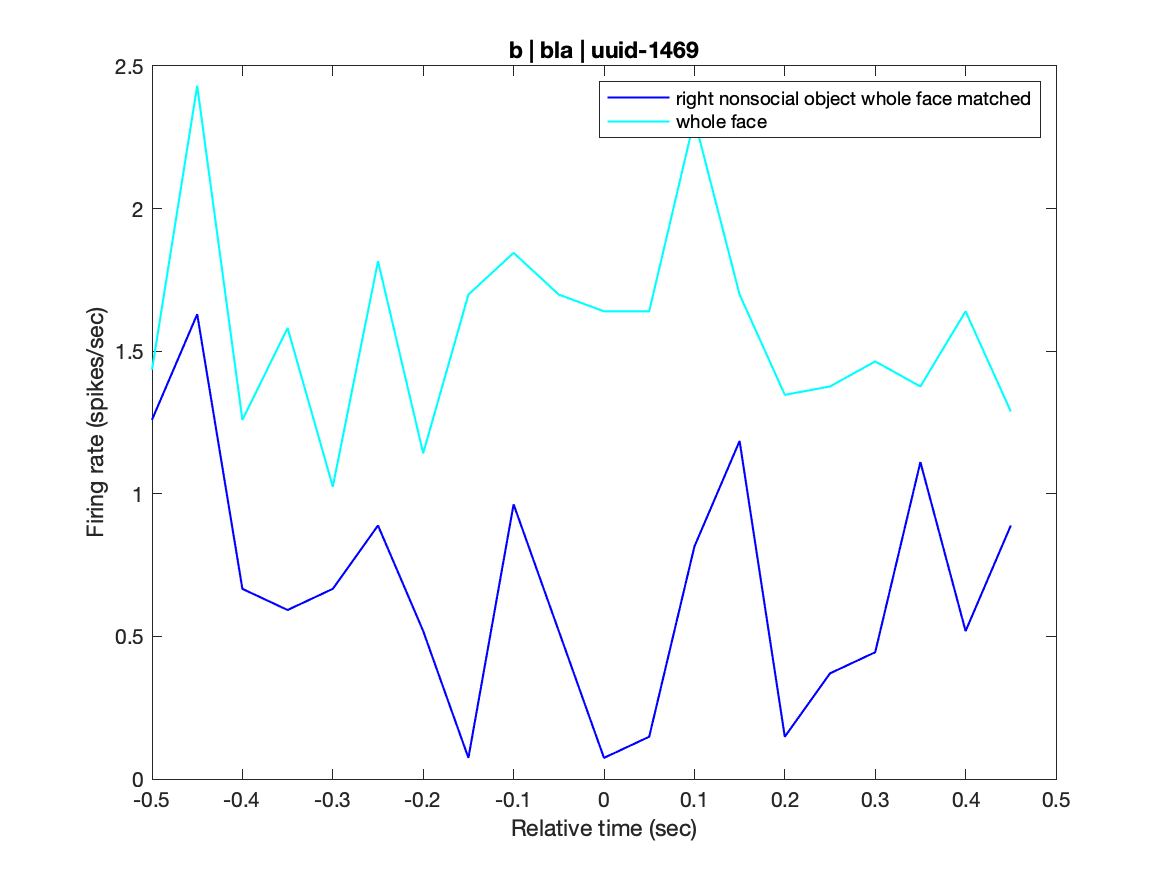 b | bla | uuid-1469
2.5
2
1.5
1
0.5
0
Firing rate (spikes/sec)
right nonsocial object whole face matched
whole face
-0.5 -0.4 -0.3 -0.2 -0.1 0 0.1 0.2 0.3 0.4 0.5
Relative time (sec)